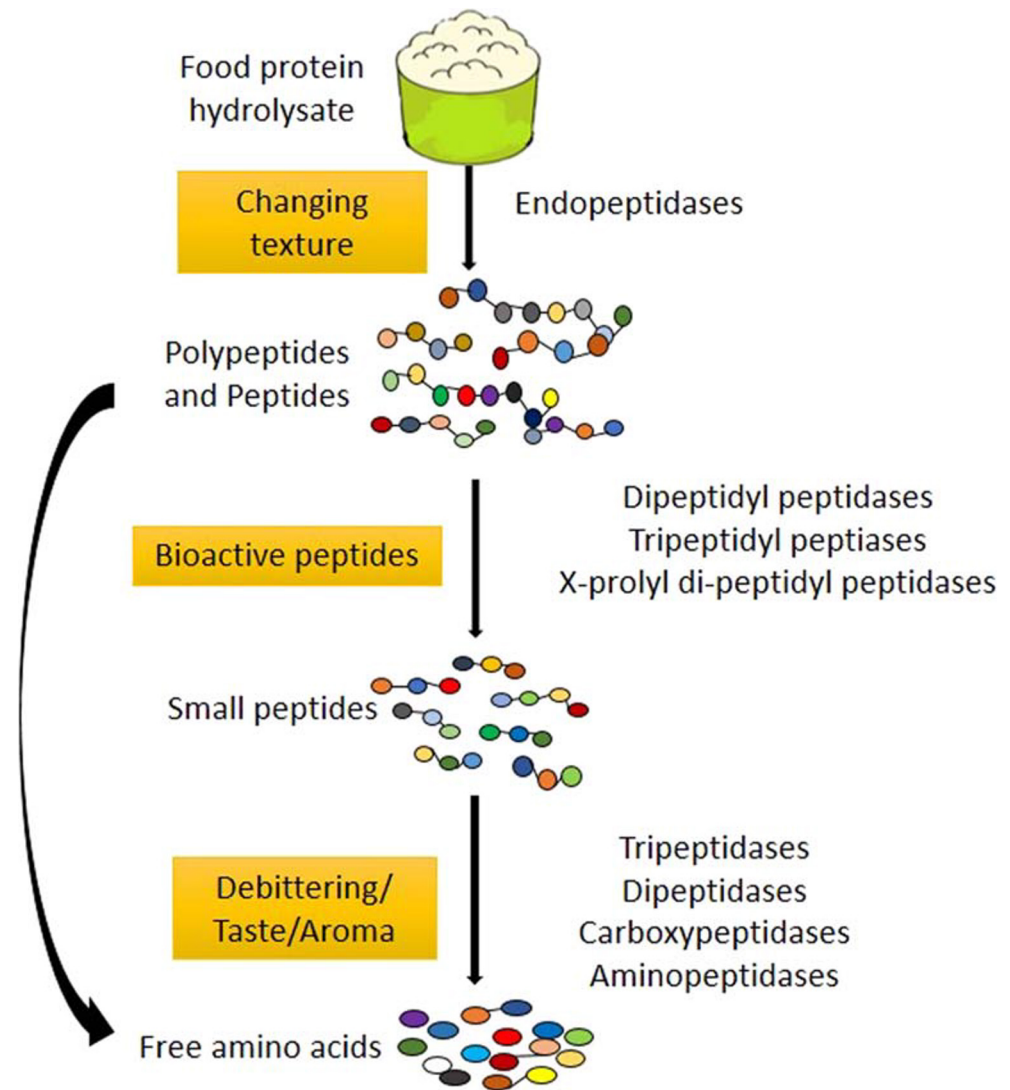 Food protein
hydrolysate
Changing
texture
Endopeptidases
Polypeptides
and Peptides
Dipeptidyl peptidases
Tripeptidyl peptiases
X-prolyl di-peptidyl peptidases
Bioactive peptides
Small peptides
Tripeptidases
Dipeptidases
Carboxypeptidases
Aminopeptidases
Debittering/
Taste/Aroma
Free amino acids